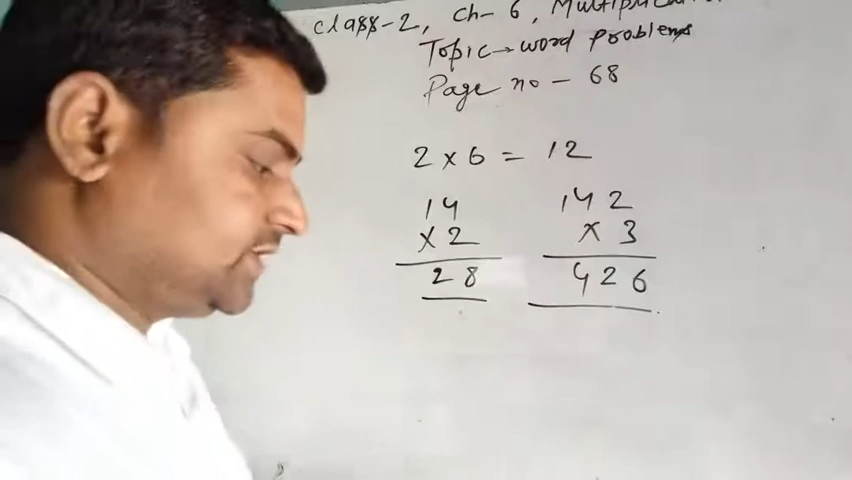 class-2, Ch-6, Multiplicati
Topic→word Problems
Page no - 68
2 x 6 = 12
14 142
x 2 x 3
28 426